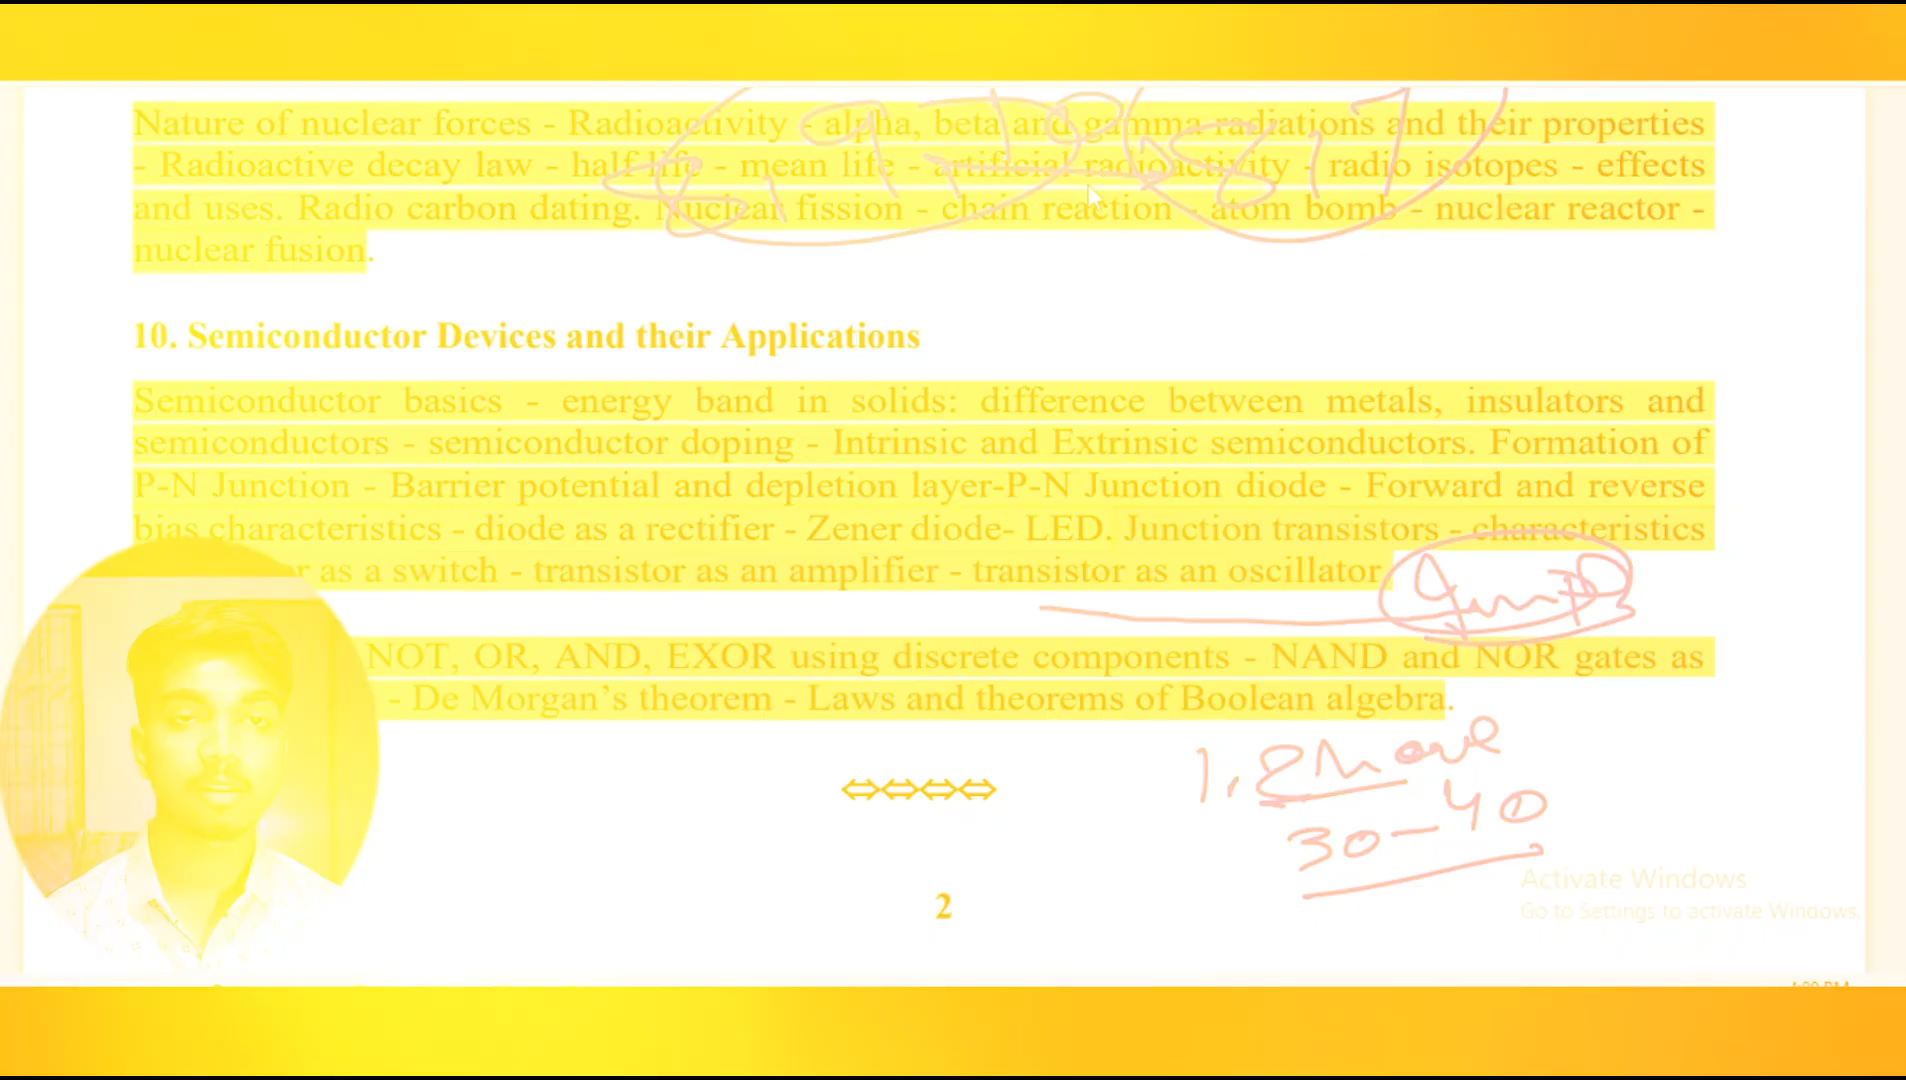 Nature of nuclear forces - Radioactivity - alpha, beta and gamma radiations and their properties
- Radioactive decay law - half life - mean life - artificial radioactivity - radio isotopes - effects
and uses. Radio carbon dating. Nuclear fission - chain reaction - atom bomb - nuclear reactor -
nuclear fusion.
10. Semiconductor Devices and their Applications
Semiconductor basics - energy band in solids: difference between metals, insulators and
semiconductors - semiconductor doping - Intrinsic and Extrinsic semiconductors. Formation of
P-N Junction - Barrier potential and depletion layer-P-N Junction diode - Forward and reverse
bias characteristics - diode as a rectifier - Zener diode- LED. Junction transistors - characteristics
as a switch - transistor as an amplifier - transistor as an oscillator
NOT, OR, AND, EXOR using discrete components - NAND and NOR gates as
- De Morgan's theorem - Laws and theorems of Boolean algebra.
30-40
2
Activate Windows
Go to Settings to activate Windows.